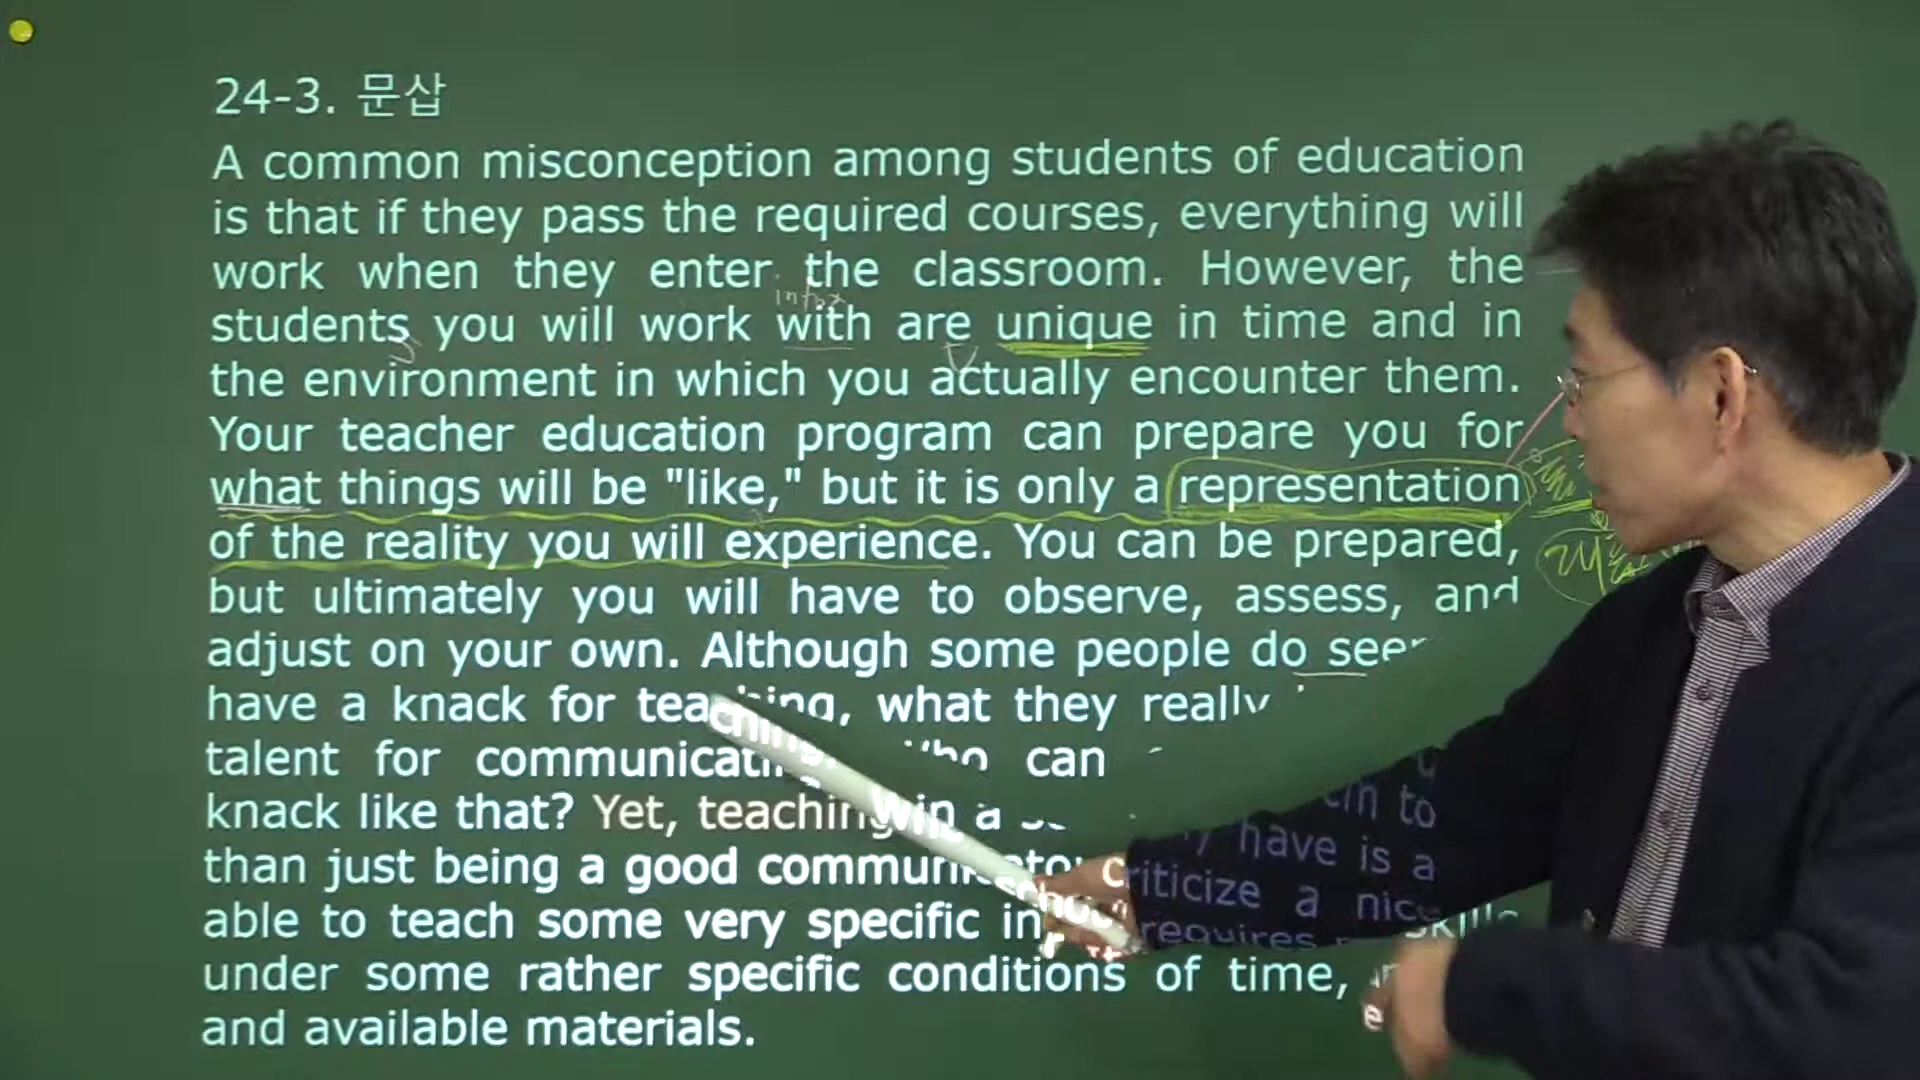 24-3. 문삽
A common misconception among students of education
is that if they pass the required courses, everything will
work when they enter the classroom. However, the
students you will work with are unique in time and in
the environment in which you actually encounter them.
Your teacher education program can prepare you for
what things will be "like," but it is only a representation
of the reality you will experience. You can be prepared,
but ultimately you will have to observe, assess, and
adjust on your own. Although some people do
have a knack for teaching, what they really have is a
talent for can criticize a
knack like that? Yet, teaching in a requires
than just being a good
able to teach some very specific
under some rather specific conditions of time,
and available materials.